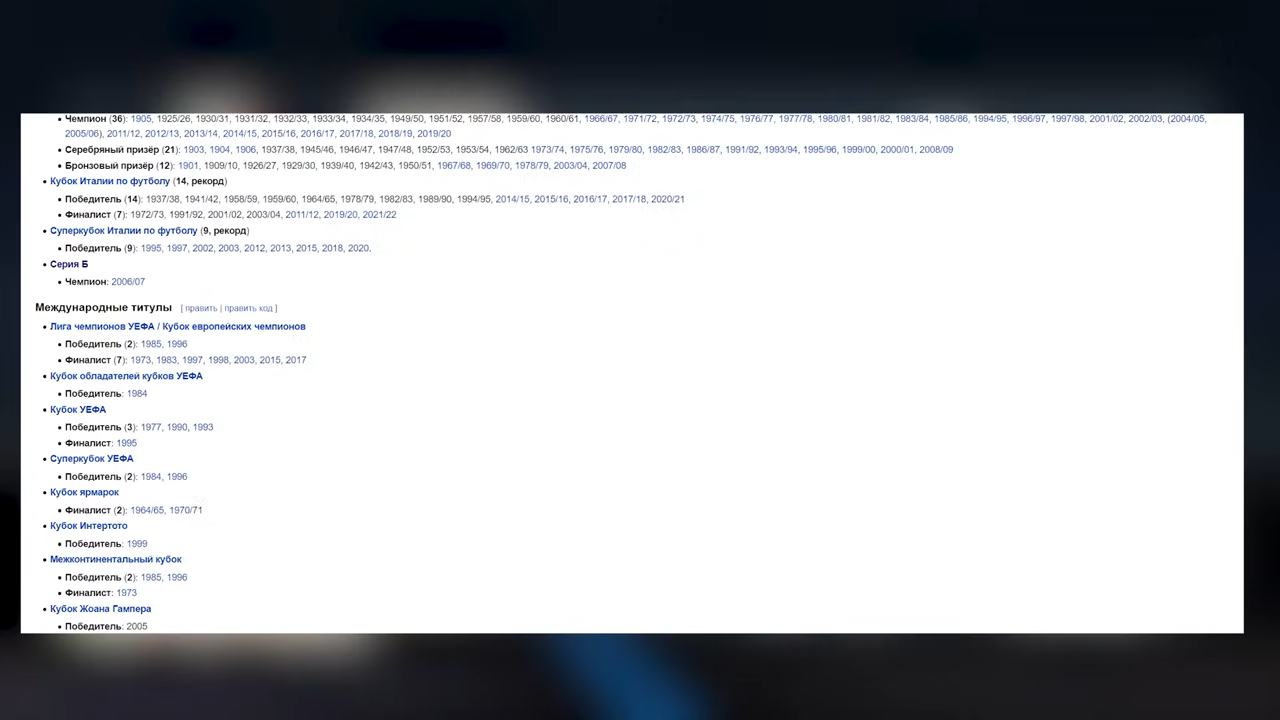 • Чемпион (36): 1905, 1925/26, 1930/31, 1931/32, 1932/33, 1933/34, 1934/35, 1949/50, 1951/52, 1957/58, 1959/60, 1960/61, 1966/67, 1971/72, 1972/73, 1974/75, 1976/77, 1977/78, 1980/81, 1981/82, 1983/84, 1985/86, 1994/95, 1996/97, 1997/98, 2001/02, 2002/03, (2004/05,
2005/06), 2011/12, 2012/13, 2013/14, 2014/15, 2015/16, 2016/17, 2017/18, 2018/19, 2019/20
• Серебряный призёр (21): 1903, 1904, 1906, 1937/38, 1945/46, 1946/47, 1947/48, 1952/53, 1953/54, 1962/63 1973/74, 1975/76, 1979/80, 1982/83, 1986/87, 1991/92, 1993/94, 1995/96, 1999/00, 2000/01, 2008/09
• Бронзовый призёр (12): 1901, 1909/10, 1926/27, 1929/30, 1939/40, 1942/43, 1950/51, 1967/68, 1969/70, 1978/79, 2003/04, 2007/08
• Кубок Италии по футболу (14, рекорд)
• Победитель (14): 1937/38, 1941/42, 1958/59, 1959/60, 1964/65, 1978/79, 1982/83, 1989/90, 1994/95, 2014/15, 2015/16, 2016/17, 2017/18, 2020/21
• Финалист (7): 1972/73, 1991/92, 2001/02, 2003/04, 2011/12, 2019/20, 2021/22
• Суперкубок Италии по футболу (9, рекорд)
• Победитель (9): 1995, 1997, 2002, 2003, 2012, 2013, 2015, 2018, 2020.
• Серия Б
• Чемпион: 2006/07
Международные титулы [ править | править код ]
• Лига чемпионов УЕФА / Кубок европейских чемпионов
• Победитель (2): 1985, 1996
• Финалист (7): 1973, 1983, 1997, 1998, 2003, 2015, 2017
• Кубок обладателей кубков УЕФА
• Победитель: 1984
• Кубок УЕФА
• Победитель (3): 1977, 1990, 1993
• Финалист: 1995
• Суперкубок УЕФА
• Победитель (2): 1984, 1996
• Кубок ярмарок
• Финалист (2): 1964/65, 1970/71
• Кубок Интертото
• Победитель: 1999
• Межконтинентальный кубок
• Победитель (2): 1985, 1996
• Финалист: 1973
• Кубок Жоана Гампера
• Победитель: 2005